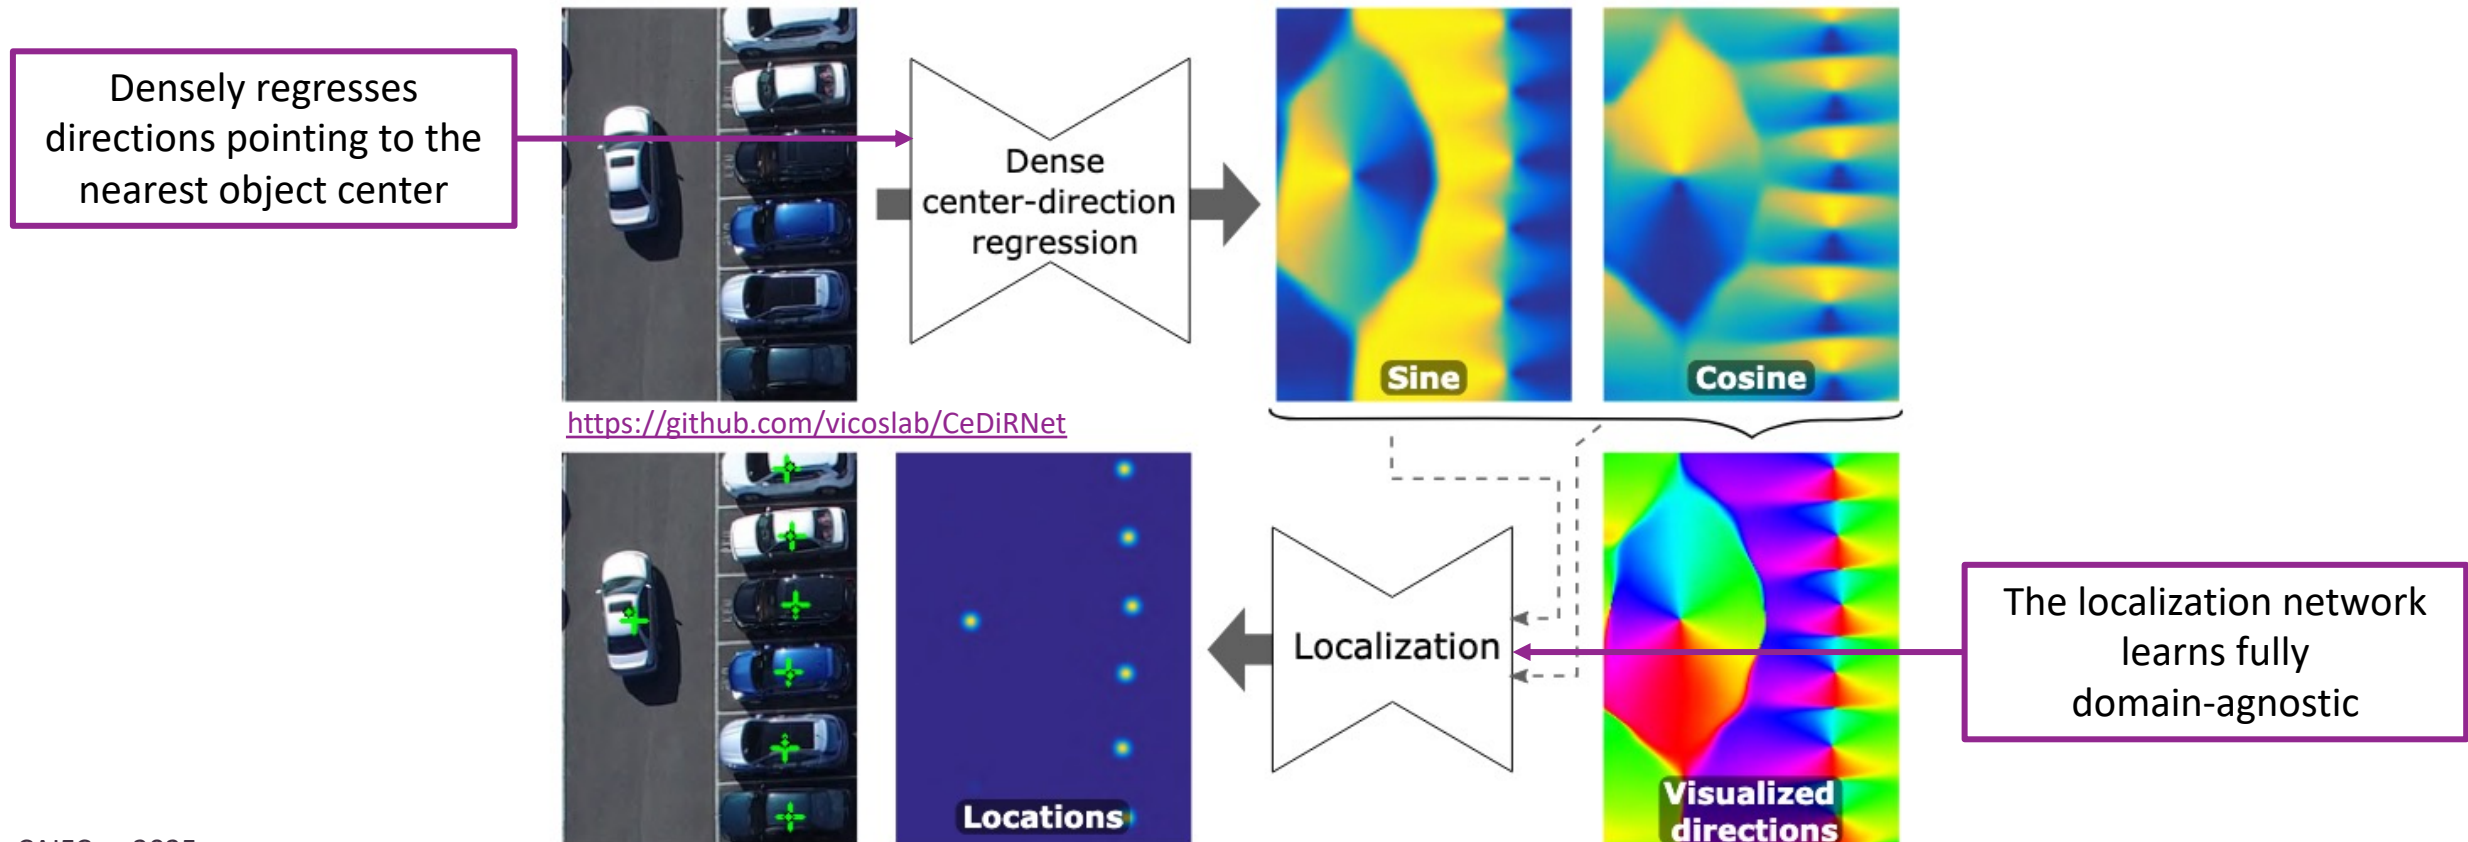 Densely regresses
directions pointing to the
nearest object center
Dense
center-direction
regression
Sine
Cosine
https://github.com/vicoslab/CeDiRNet
Localization
Locations
Visualized
directions
The localization network
learns fully
domain-agnostic